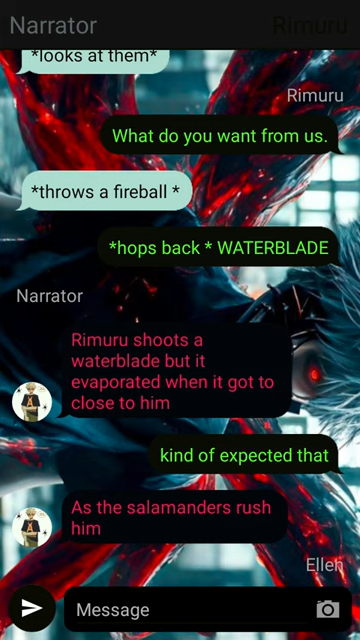 Narrator
Rimuru
*looks at them*
Rimuru
What do you want from us.
*throws a fireball *
*hops back * WATERBLADE
Narrator
Rimuru shoots a
waterblade but it
evaporated when it got to
close to him
kind of expected that
As the salamanders rush
him
Elleh
Message